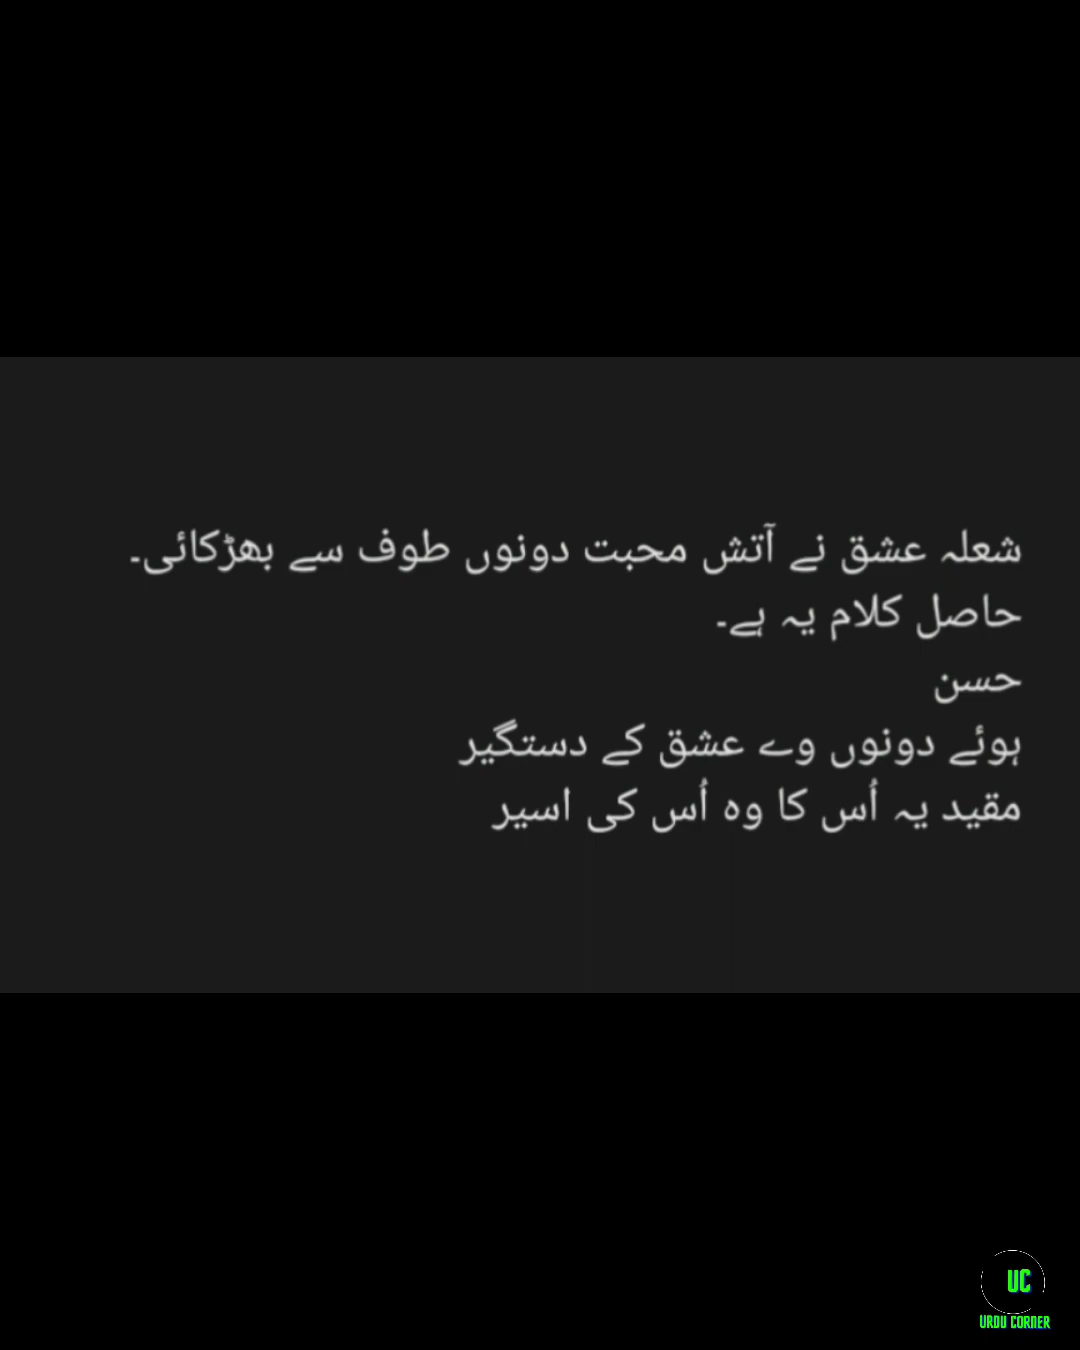 شعلہ عشق نے آتش محبت دونوں طوف سے بھڑکائی۔
حاصل کلام یہ ہے۔
حسن
ہوئے دونوں وے عشق کے دستگیر
مقید یہ اُس کا وہ اُس کی اسیر
UC
URDU CORNER